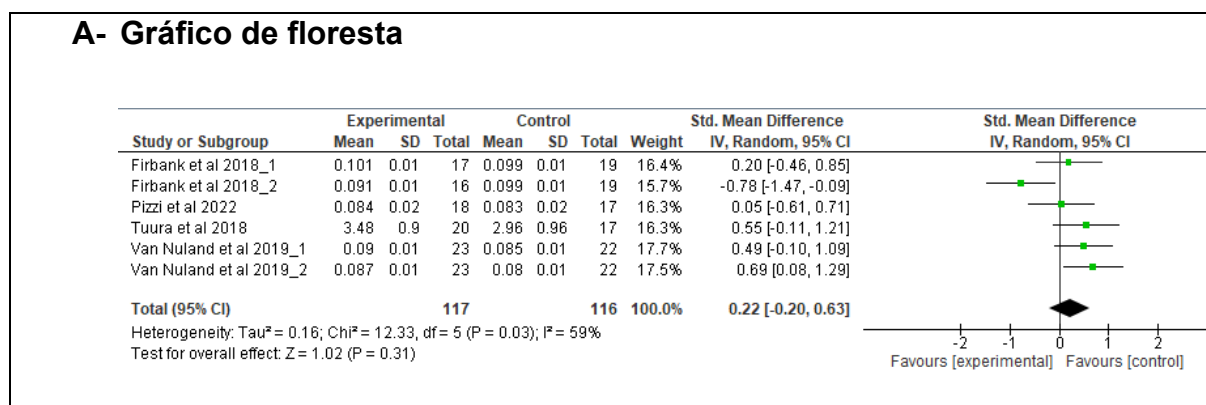 A- Gráfico de floresta
Experimental Control Std. Mean Difference Std. Mean Difference
Study or Subgroup Mean SD Total Mean SD Total Weight IV, Random, 95% CI IV, Random, 95% CI
Firbank et al 2018_1 0.101 0.01 17 0.099 0.01 19 16.4% 0.20 [-0.46, 0.85]
Firbank et al 2018_2 0.091 0.01 16 0.099 0.01 19 15.7% -0.78 [-1.47, -0.09]
Pizzi et al 2022 0.084 0.02 18 0.083 0.02 17 16.3% 0.05 [-0.61, 0.71]
Tuura et al 2018 3.48 0.9 20 2.96 0.96 17 16.3% 0.55 [-0.11, 1.21]
Van Nuland et al 2019_1 0.09 0.01 23 0.085 0.01 22 17.7% 0.49 [-0.10, 1.09]
Van Nuland et al 2019_2 0.087 0.01 23 0.08 0.01 22 17.5% 0.69 [0.08, 1.29]
Total (95% CI) 117 116 100.0% 0.22 [-0.20, 0.63]
Heterogeneity: Tau² = 0.16; Chi² = 12.33, df = 5 (P = 0.03); I² = 59%
Test for overall effect: Z = 1.02 (P = 0.31)
-2 -1 0 1 2
Favours [experimental] Favours [control]